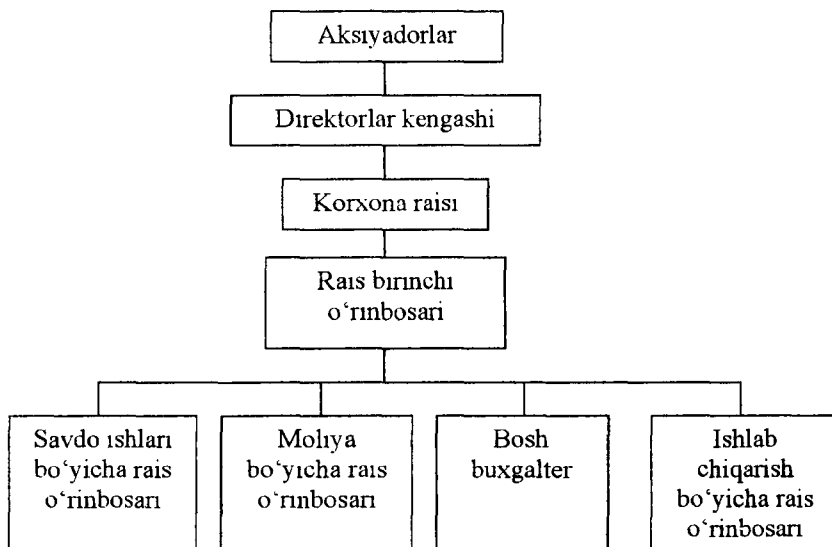 Aksiyadorlar
Direktorlar kengashi
Korxona raisi
Rais birinchi
o‘rinbosari
Savdo ishlari
bo‘yicha rais
o‘rinbosari
Moliya
bo‘yicha rais
o‘rinbosari
Bosh
buxgalter
Ishlab
chiqarish
bo‘yicha rais
o‘rinbosari